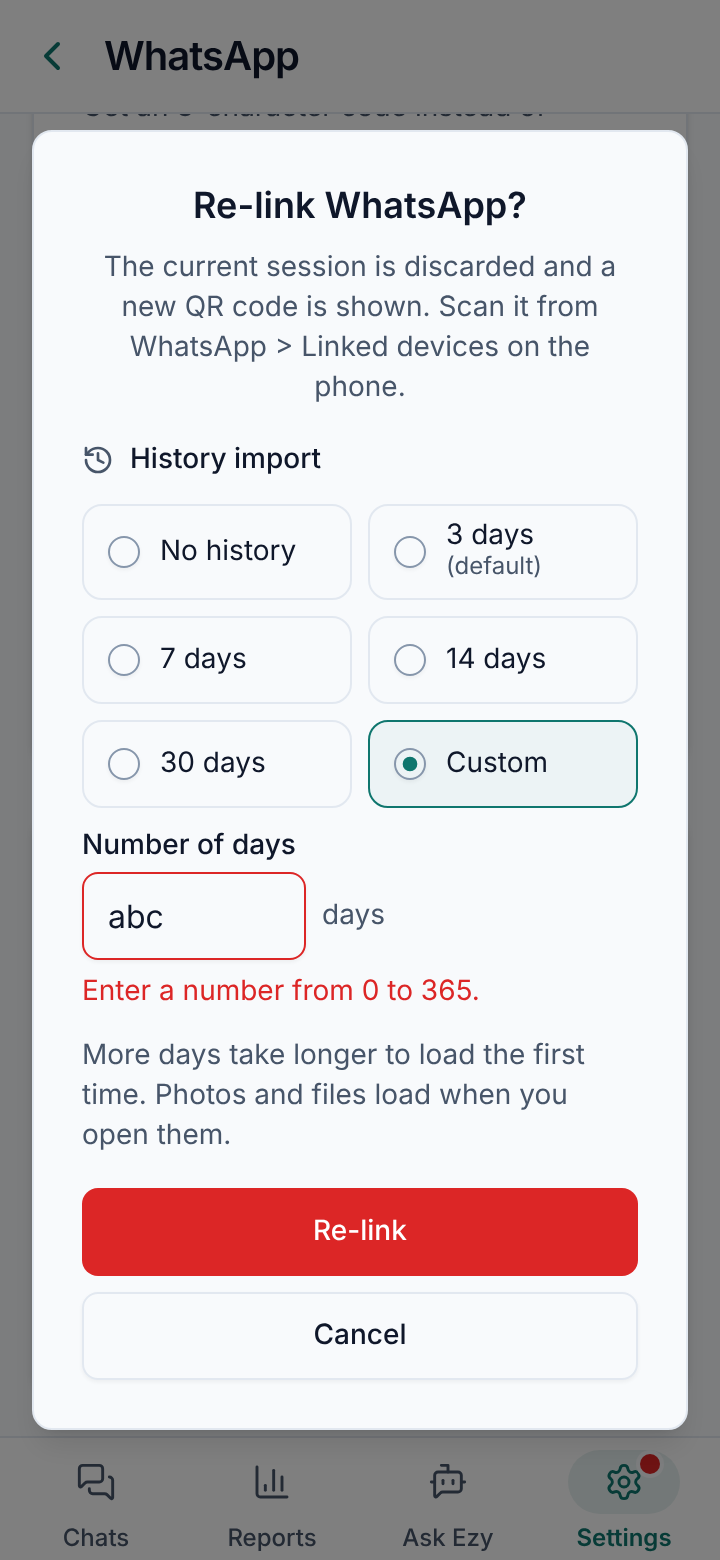 WhatsApp
Re-link WhatsApp?
The current session is discarded and a
new QR code is shown. Scan it from
WhatsApp > Linked devices on the
phone.
History import
No history
3 days
(default)
7 days
14 days
30 days
Custom
Number of days
abc
days
Enter a number from 0 to 365.
More days take longer to load the first
time. Photos and files load when you
open them.
Re-link
Cancel
Chats
Reports
Ask Ezy
Settings